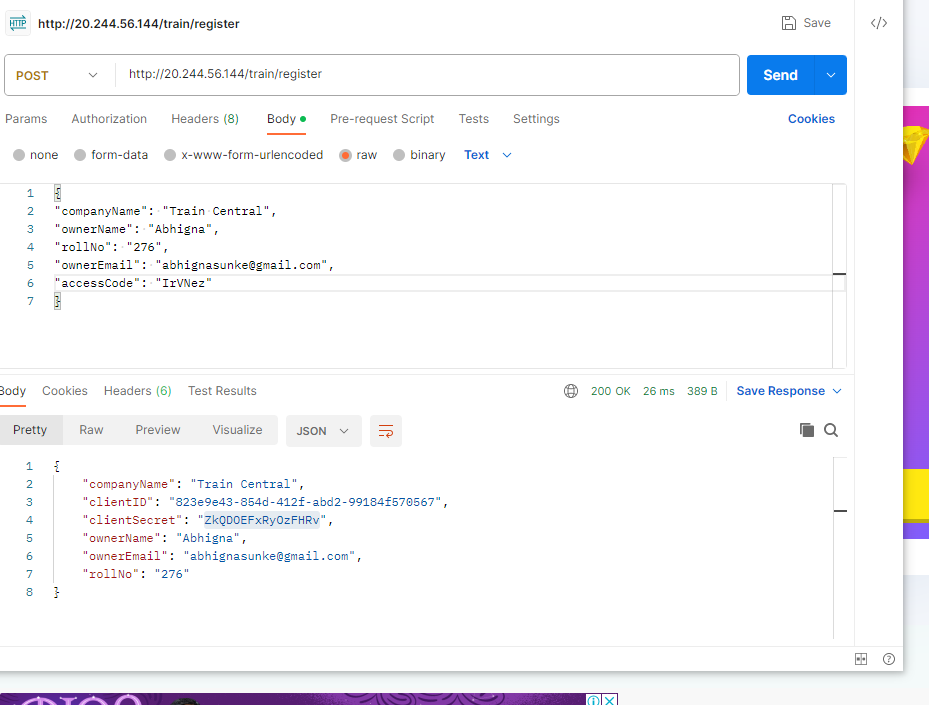 HTTP http://20.244.56.144/train/register Save </>
POST http://20.244.56.144/train/register Send
Params Authorization Headers (8) Body Pre-request Script Tests Settings Cookies
none form-data x-www-form-urlencoded raw binary Text
1 {
2 "companyName": "Train Central",
3 "ownerName": "Abhigna",
4 "rollNo": "276",
5 "ownerEmail": "abhignasunke@gmail.com",
6 "accessCode": "IrVNez"
7 }
Body Cookies Headers (6) Test Results 200 OK 26 ms 389 B Save Response
Pretty Raw Preview Visualize JSON
1 {
2 "companyName": "Train Central",
3 "clientID": "823e9e43-854d-412f-abd2-99184f570567",
4 "clientSecret": "ZkQDOEFxRyOzFHRv",
5 "ownerName": "Abhigna",
6 "ownerEmail": "abhignasunke@gmail.com",
7 "rollNo": "276"
8 }